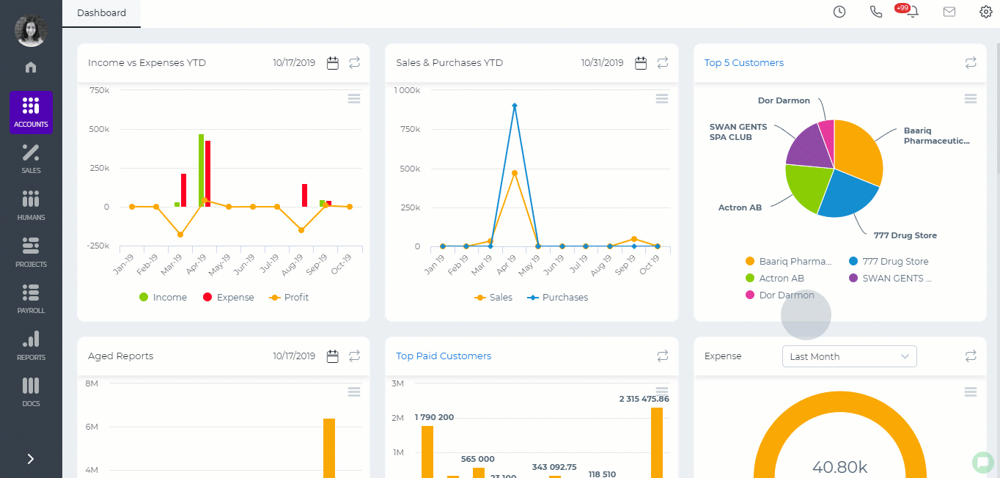 Dashboard
+99
ACCOUNTS
SALES
HUMANS
PROJECTS
PAYROLL
REPORTS
DOCS
Income vs Expenses YTD 10/17/2019
750k
500k
250k
0
-250k
Jan-19 Feb-19 Mar-19 Apr-19 May-19 Jun-19 Jul-19 Aug-19 Sep-19 Oct-19
Income Expense Profit
Sales & Purchases YTD 10/31/2019
1 000k
750k
500k
250k
0
Jan 19 Feb 19 Mar 19 Apr 19 May 19 Jun 19 Jul 19 Aug 19 Sep 19 Oct 19
Sales Purchases
Top 5 Customers
Dor Darmon
SWAN GENTS
SPA CLUB
Baariq
Pharmaceutic...
Actron AB
777 Drug Store
Baariq Pharma... 777 Drug Store
Actron AB SWAN GENTS ...
Dor Darmon
Aged Reports 10/17/2019
8M
6M
4M
Top Paid Customers
3M
2M
1M
2 315 475.86
1 790 200
565 000
23 100
343 092.75
118 510
Expense Last Month
40.80k